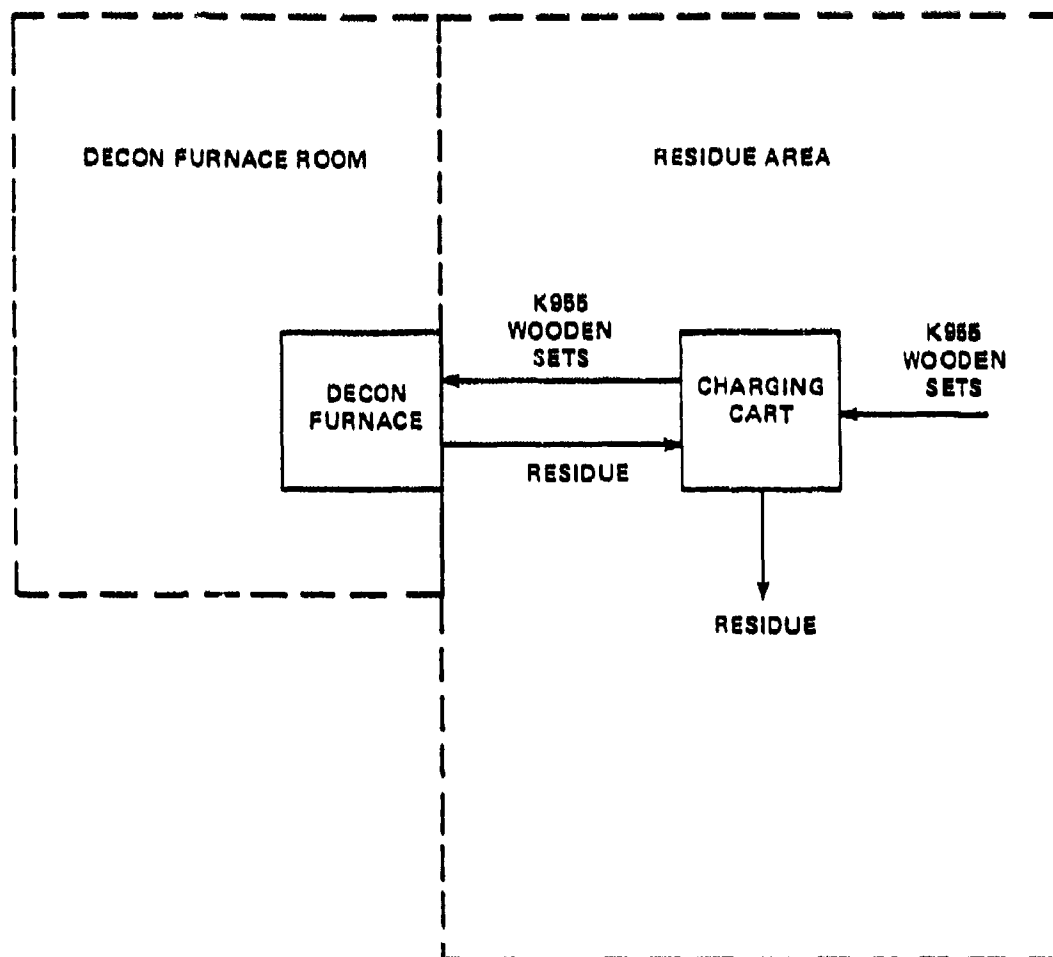 DECON FURNACE ROOM
RESIDUE AREA
K955
WOODEN
SETS
K955
WOODEN
SETS
DECON
FURNACE
CHARGING
CART
RESIDUE
RESIDUE